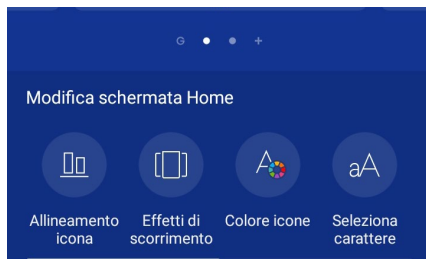 G
Modifica schermata Home
Allineamento icona
Effetti di scorrimento
Colore icone
Seleziona carattere